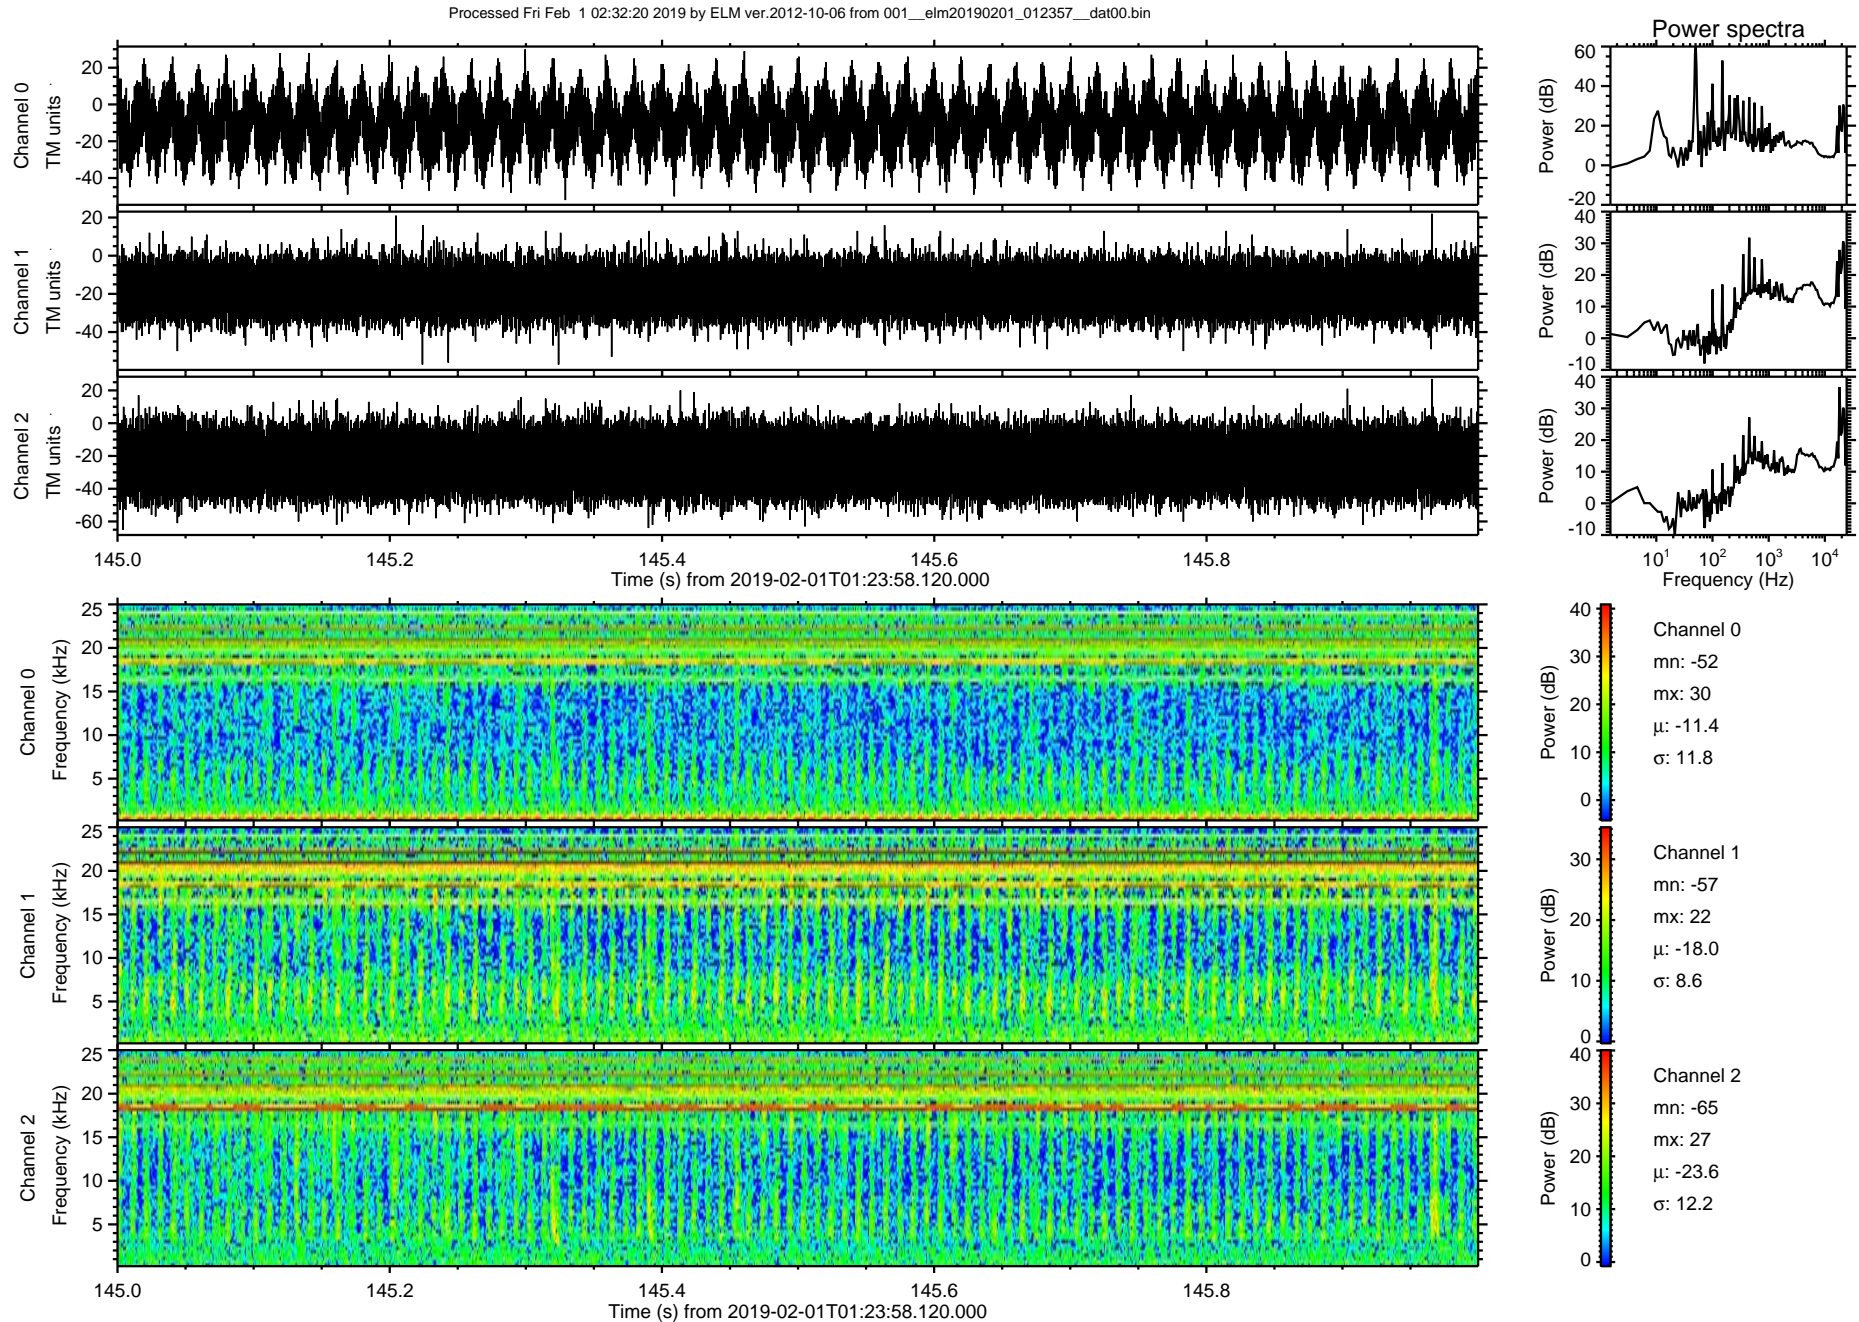 Processed Fri Feb  1 02:32:20 2019 by ELM ver.2012-10-06 from 001__elm20190201_012357__dat00.bin
Power spectra
Channel 0
TM units
20
0
-20
-40
Power (dB)
60
40
20
0
-20
Channel 1
TM units
20
0
-20
-40
Power (dB)
40
30
20
10
0
-10
Channel 2
TM units
20
0
-20
-40
-60
Power (dB)
40
30
20
10
0
-10
145.0 145.2 145.4 145.6 145.8
Time (s) from 2019-02-01T01:23:58.120.000
10^1 10^2 10^3 10^4
Frequency (Hz)
Channel 0
Frequency (kHz)
25
20
15
10
5
Power (dB)
40
30
20
10
0
Channel 0
mn: -52
mx: 30
μ: -11.4
σ: 11.8
Channel 1
Frequency (kHz)
25
20
15
10
5
Power (dB)
30
20
10
0
Channel 1
mn: -57
mx: 22
μ: -18.0
σ: 8.6
Channel 2
Frequency (kHz)
25
20
15
10
5
Power (dB)
40
30
20
10
0
Channel 2
mn: -65
mx: 27
μ: -23.6
σ: 12.2
145.0 145.2 145.4 145.6 145.8
Time (s) from 2019-02-01T01:23:58.120.000